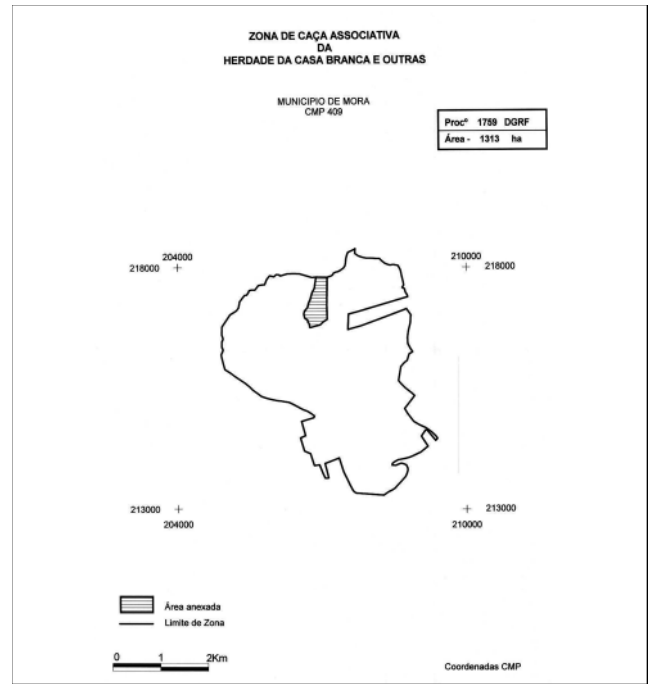 ZONA DE CAÇA ASSOCIATIVA
DA
HERDADE DA CASA BRANCA E OUTRAS
MUNICIPIO DE MORA
CMP 409
Procº 1759 DGRF
Área - 1313 ha
204000
218000
210000
218000
213000
204000
213000
210000
Área anexada
Limite de Zona
0 1 2Km
Coordenadas CMP